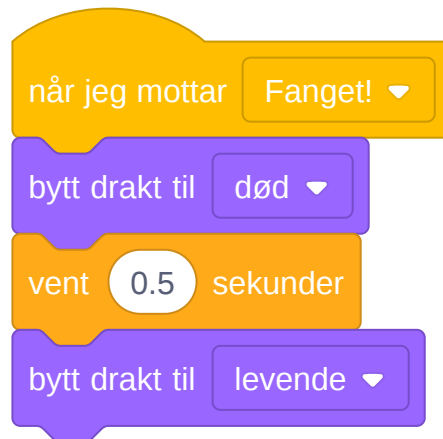 når jeg mottar Fanget!
bytt drakt til død
vent 0.5 sekunder
bytt drakt til levende